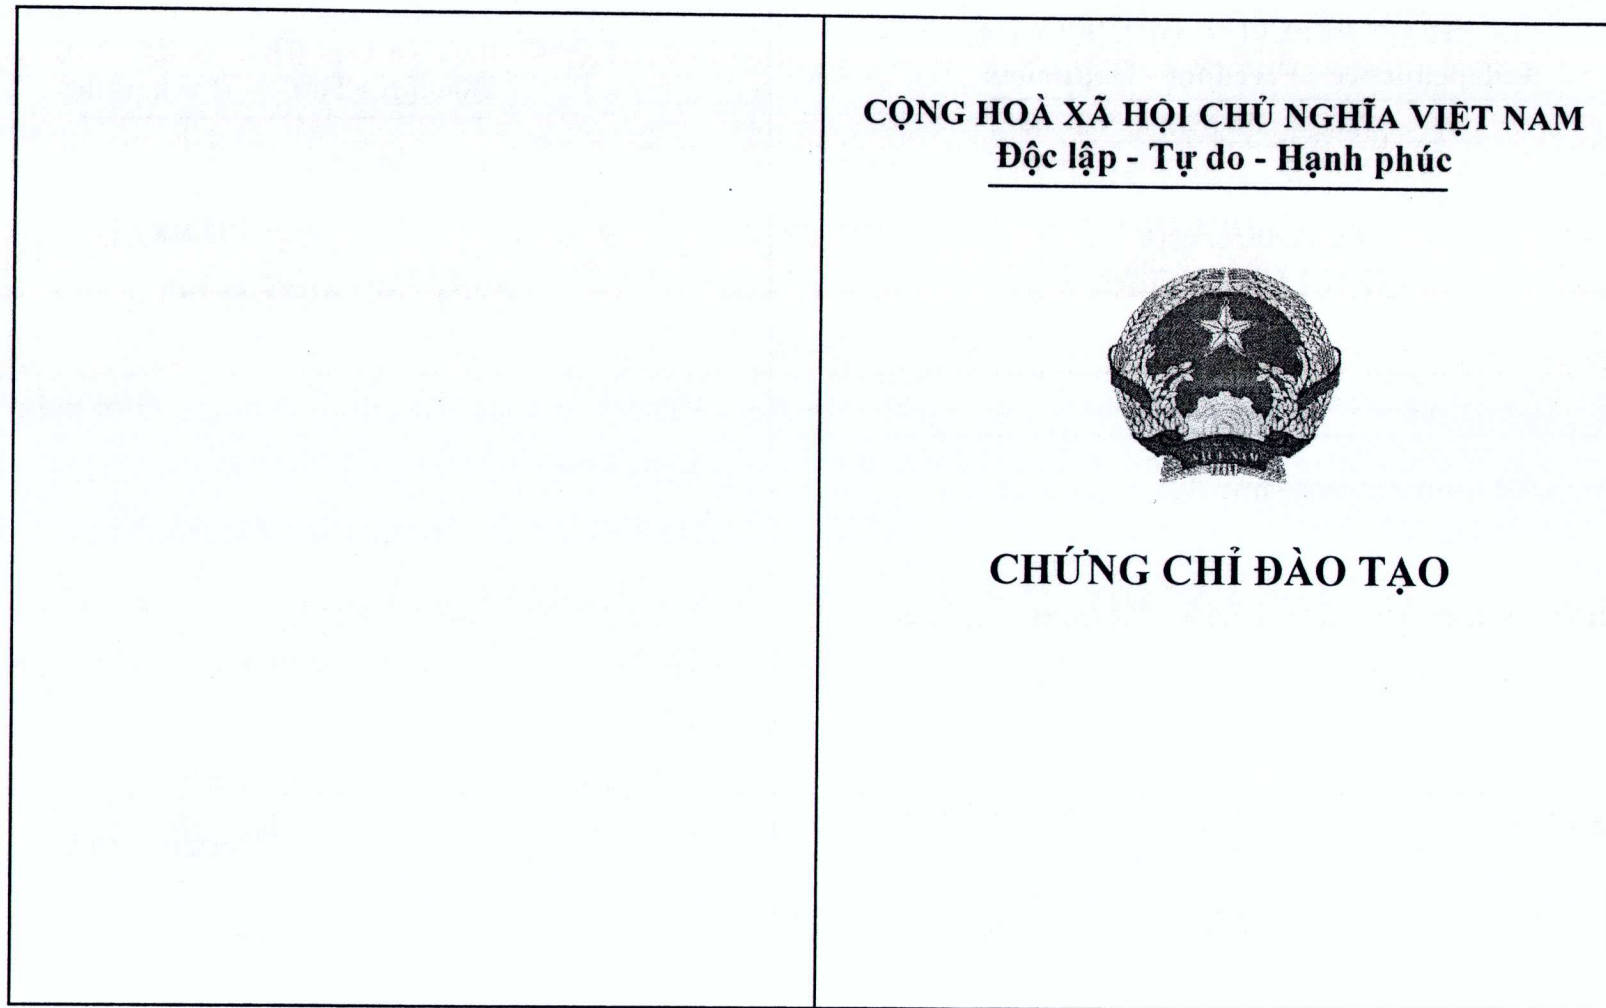 CỘNG HOÀ XÃ HỘI CHỦ NGHĨA VIỆT NAM
Độc lập - Tự do - Hạnh phúc
CHỨNG CHỈ ĐÀO TẠO